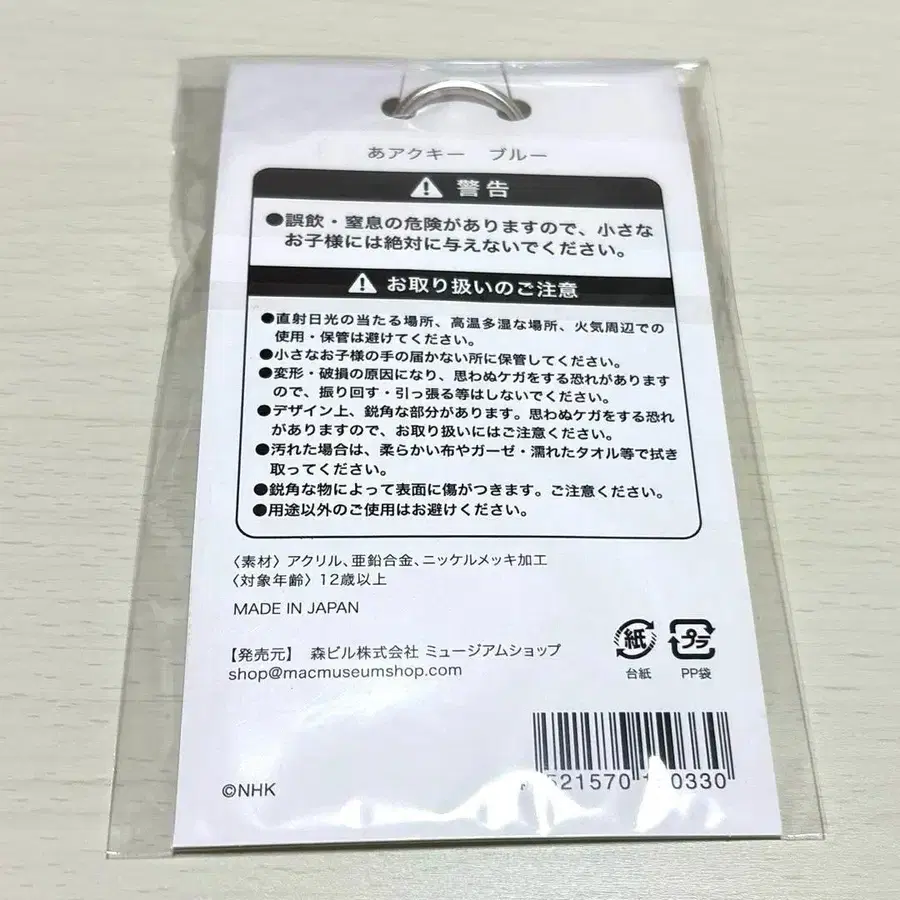 あアクキー　ブルー
警告
●誤飲・窒息の危険がありますので、小さな
お子様には絶対に与えないでください。
お取り扱いのご注意
●直射日光の当たる場所、高温多湿な場所、火気周辺での
使用・保管は避けてください。
●小さなお子様の手の届かない所に保管してください。
●変形・破損の原因になり、思わぬケガをする恐れがあります
ので、振り回す・引っ張る等はしないでください。
●デザイン上、鋭角な部分があります。思わぬケガをする恐れ
がありますので、お取り扱いにはご注意ください。
●汚れた場合は、柔らかい布やガーゼ・濡れたタオル等で拭き
取ってください。
●鋭角な物によって表面に傷がつきます。ご注意ください。
●用途以外のご使用はお避けください。
〈素材〉アクリル、亜鉛合金、ニッケルメッキ加工
〈対象年齢〉12歳以上
MADE IN JAPAN
【発売元】 森ビル株式会社 ミュージアムショップ
shop@macmuseumshop.com
紙
台紙
プラ
PP袋
521570
0330
©NHK